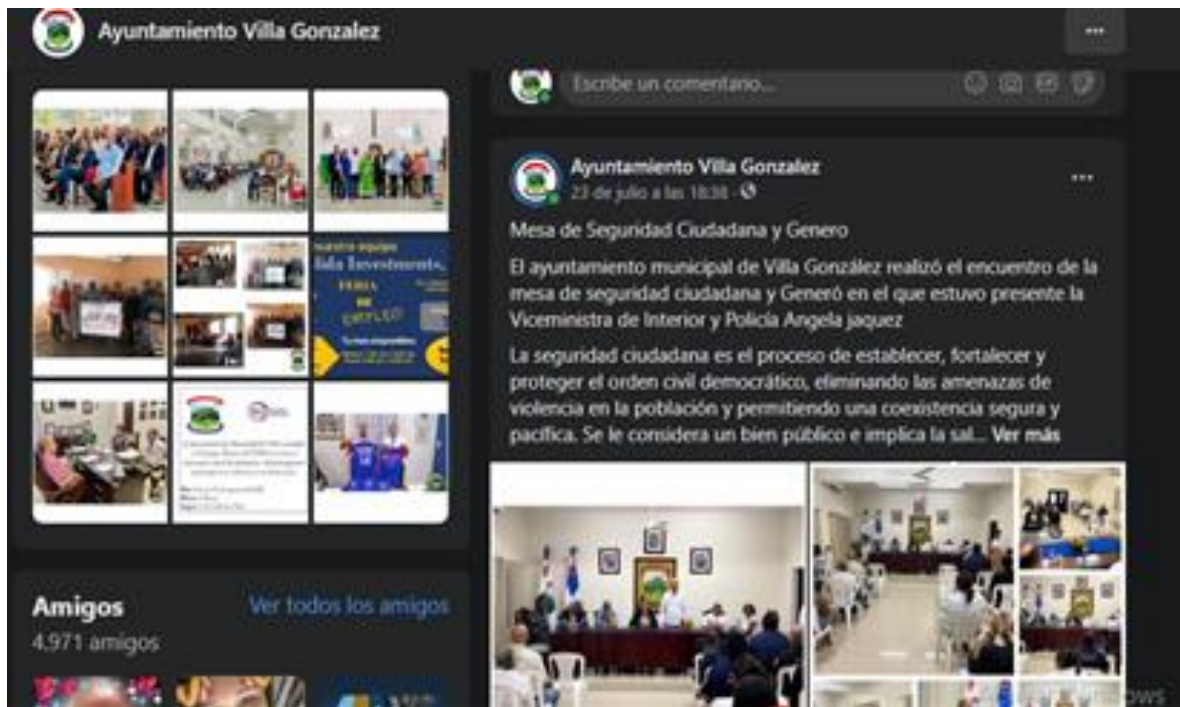 Ayuntamiento Villa Gonzalez
Escribe un comentario...
Ayuntamiento Villa Gonzalez
23 de julio a las 18:38
Mesa de Seguridad Ciudadana y Genero
El ayuntamiento municipal de Villa González realizó el encuentro de la
mesa de seguridad ciudadana y Generó en el que estuvo presente la
Viceministra de Interior y Policía Angela jaquez
La seguridad ciudadana es el proceso de establecer, fortalecer y
proteger el orden civil democrático, eliminando las amenazas de
violencia en la población y permitiendo una coexistencia segura y
pacífica. Se le considera un bien público e implica la sal... Ver más
Investments,
FERIA
DE
EMPLEO
Amigos
Ver todos los amigos
4.971 amigos